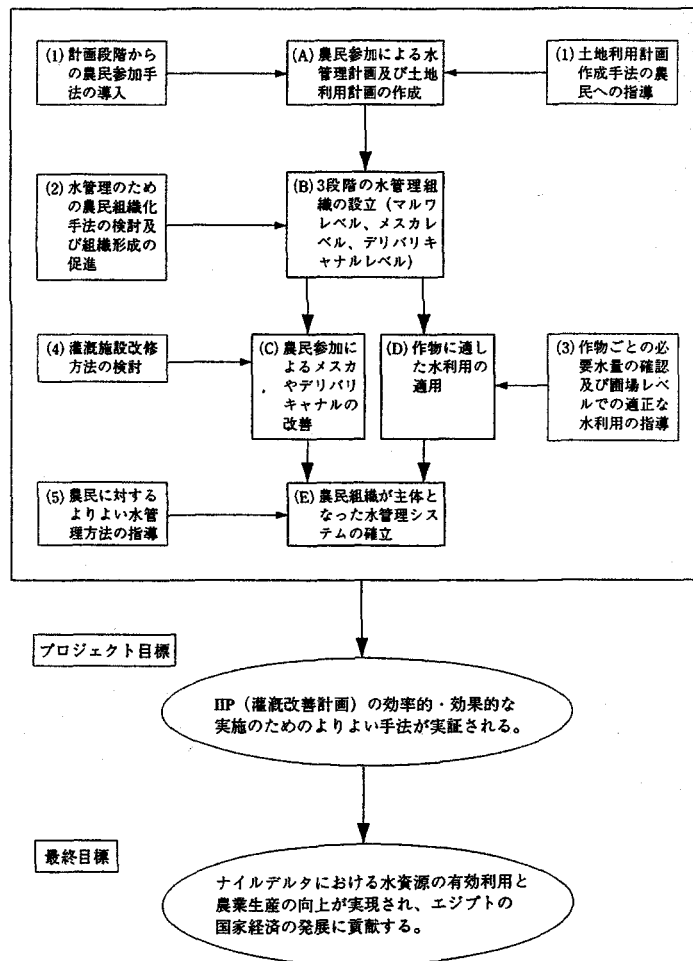 (1) 計画段階から
の農民参加手
法の導入
(A) 農民参加による水
管理計画及び土地
利用計画の作成
(1) 土地利用計画
作成手法の農
民への指導
(2) 水管理のため
の農民組織化
手法の検討及
び組織形成の
促進
(B) 3段階の水管理組
織の設立（マルワ
レベル、メスカレ
ベル、デリバリキ
ャナルレベル）
(4) 灌漑施設改修
方法の検討
(C) 農民参加に
よるメスカ
やデリバリ
キャナルの
改善
(D) 作物に適し
た水利用の
適用
(3) 作物ごとの必
要水量の確認
及び圃場レベ
ルでの適正な
水利用の指導
(5) 農民に対する
よりよい水管
理方法の指導
(E) 農民組織が主体と
なった水管理シス
テムの確立
プロジェクト目標
IIP（灌漑改善計画）の効率的・効果的な
実施のためのよりよい手法が実証される。
最終目標
ナイルデルタにおける水資源の有効利用と
農業生産の向上が実現され、エジプトの
国家経済の発展に貢献する。